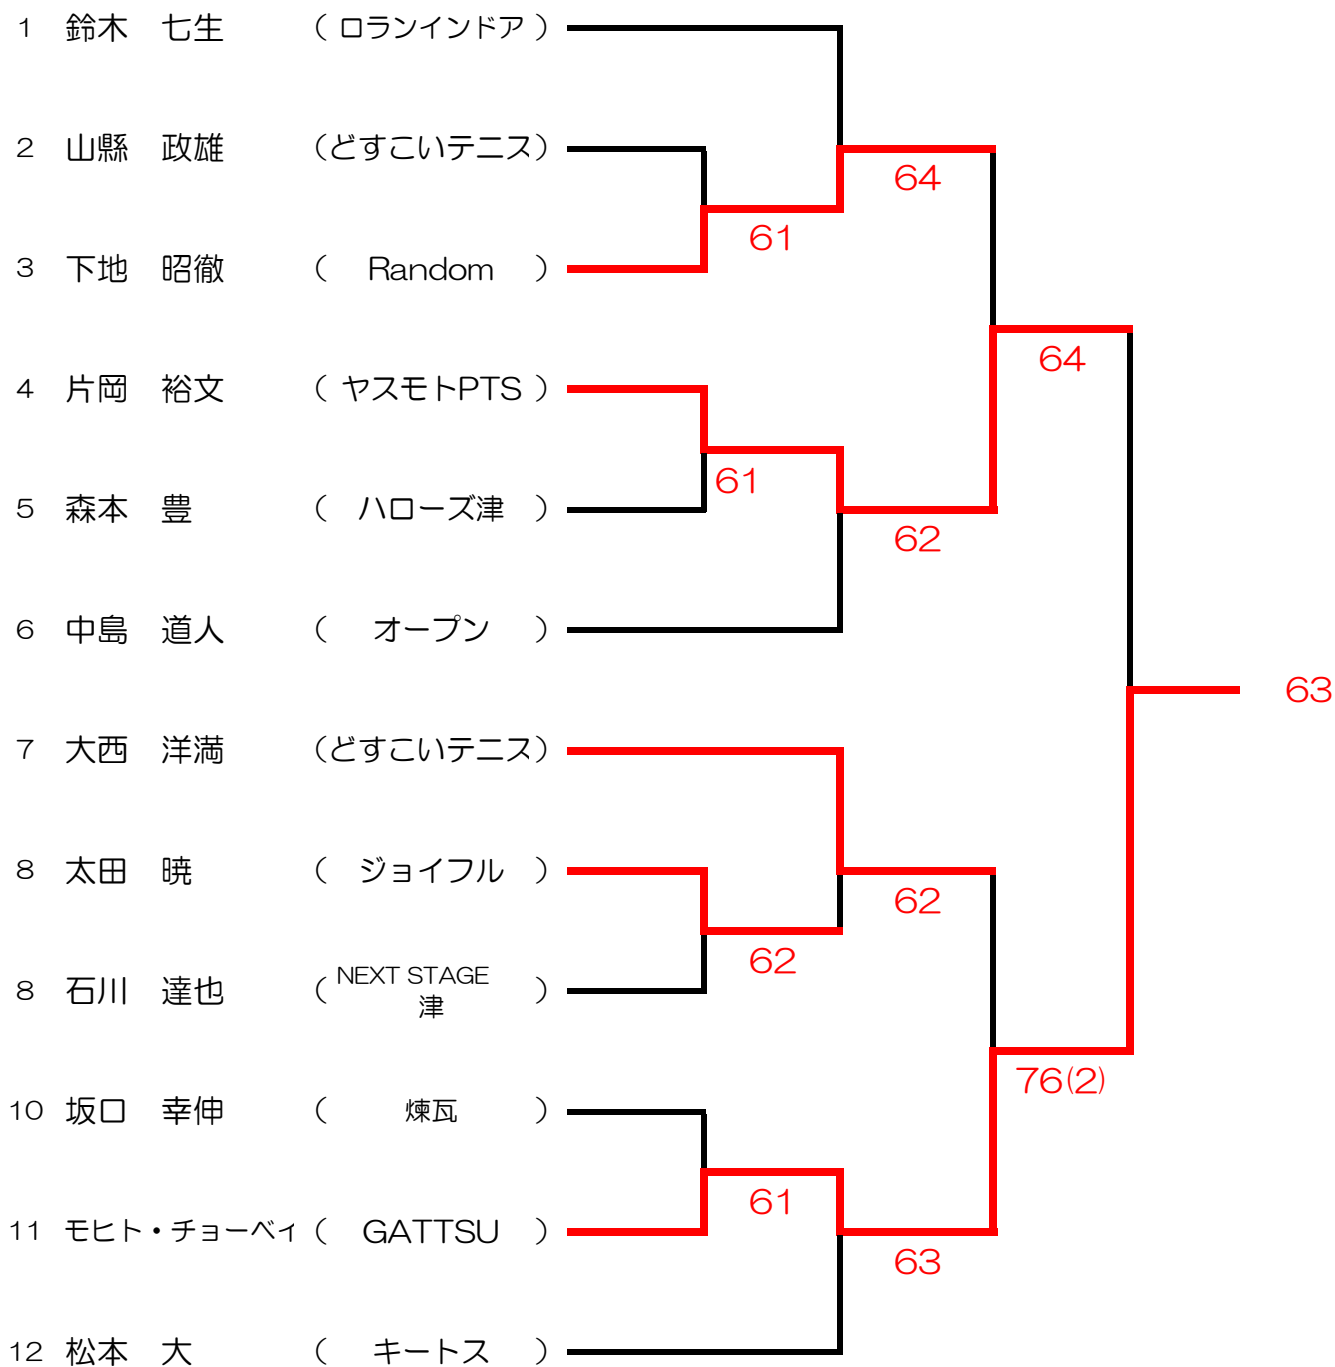 1 鈴木 七生 (ロランインドア)
64
2 山縣 政雄 (どすこいテニス)
61
3 下地 昭徹 ( Random )
64
4 片岡 裕文 (ヤスモトPTS)
61
5 森本 豊 ( ハローズ津 )
62
6 中島 道人 ( オープン )
63
7 大西 洋満 (どすこいテニス)
8 太田 暁 ( ジョイフル )
62
62
8 石川 達也 (NEXT STAGE
津 )
76(2)
10 坂口 幸伸 ( 煉瓦 )
61
11 モヒト・チョーベイ ( GATTSU )
63
12 松本 大 ( キートス )